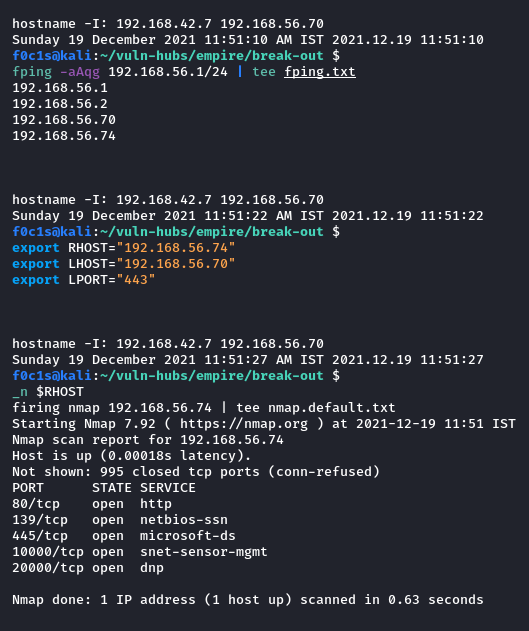 hostname -I: 192.168.42.7 192.168.56.70
Sunday 19 December 2021 11:51:10 AM IST 2021.12.19 11:51:10
f0c1s@kali:~/vuln-hubs/empire/break-out $
fping -aAqg 192.168.56.1/24 | tee fping.txt
192.168.56.1
192.168.56.2
192.168.56.70
192.168.56.74
hostname -I: 192.168.42.7 192.168.56.70
Sunday 19 December 2021 11:51:22 AM IST 2021.12.19 11:51:22
f0c1s@kali:~/vuln-hubs/empire/break-out $
export RHOST="192.168.56.74"
export LHOST="192.168.56.70"
export LPORT="443"
hostname -I: 192.168.42.7 192.168.56.70
Sunday 19 December 2021 11:51:27 AM IST 2021.12.19 11:51:27
f0c1s@kali:~/vuln-hubs/empire/break-out $
_n $RHOST
firing nmap 192.168.56.74 | tee nmap.default.txt
Starting Nmap 7.92 ( https://nmap.org ) at 2021-12-19 11:51 IST
Nmap scan report for 192.168.56.74
Host is up (0.00018s latency).
Not shown: 995 closed tcp ports (conn-refused)
PORT      STATE SERVICE
80/tcp    open  http
139/tcp   open  netbios-ssn
445/tcp   open  microsoft-ds
10000/tcp open  snet-sensor-mgmt
20000/tcp open  dnp
Nmap done: 1 IP address (1 host up) scanned in 0.63 seconds